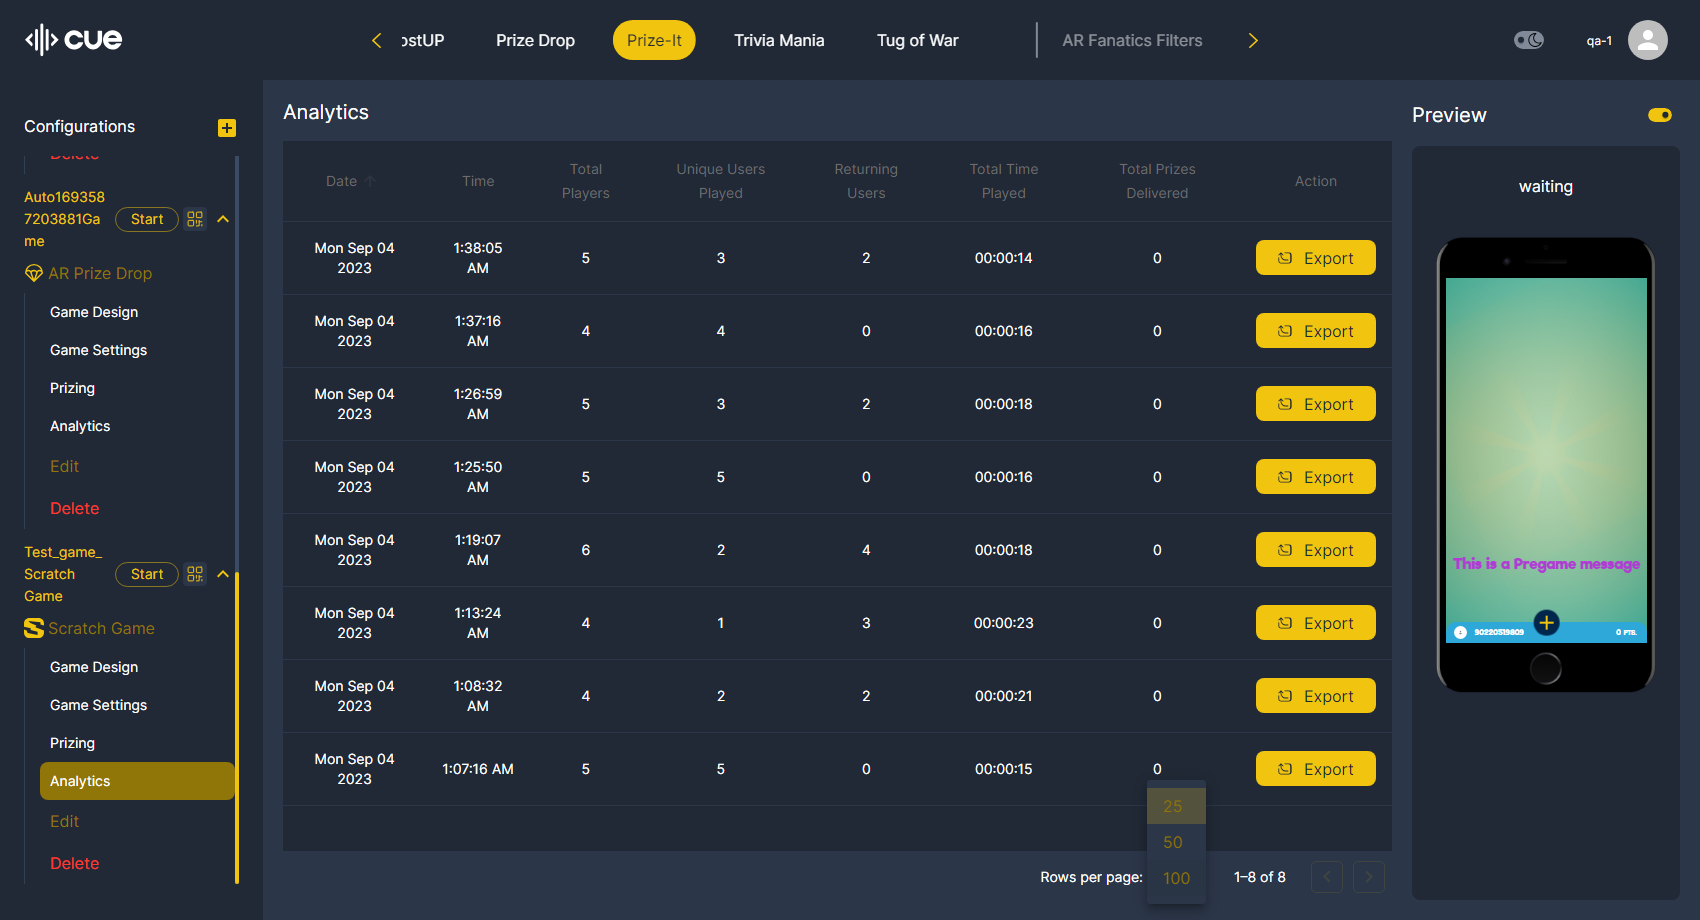 cue
ostUP
Prize Drop
Prize-It
Trivia Mania
Tug of War
AR Fanatics Filters
qa-1
Configurations
Delete
Auto169358
7203881Ga
me
Start
AR Prize Drop
Game Design
Game Settings
Prizing
Analytics
Edit
Delete
Test_game_
Scratch
Game
Start
Scratch Game
Game Design
Game Settings
Prizing
Analytics
Edit
Delete
Analytics
Date
Time
Total
Players
Unique Users
Played
Returning
Users
Total Time
Played
Total Prizes
Delivered
Action
Mon Sep 04
2023
1:38:05
AM
5
3
2
00:00:14
0
Export
Mon Sep 04
2023
1:37:16
AM
4
4
0
00:00:16
0
Export
Mon Sep 04
2023
1:26:59
AM
5
3
2
00:00:18
0
Export
Mon Sep 04
2023
1:25:50
AM
5
5
0
00:00:16
0
Export
Mon Sep 04
2023
1:19:07
AM
6
2
4
00:00:18
0
Export
Mon Sep 04
2023
1:13:24
AM
4
1
3
00:00:23
0
Export
Mon Sep 04
2023
1:08:32
AM
4
2
2
00:00:21
0
Export
Mon Sep 04
2023
1:07:16 AM
5
5
0
00:00:15
0
Export
25
50
100
Rows per page:
1–8 of 8
Preview
waiting
This is a Pregame message
90220519809
0 PTS.